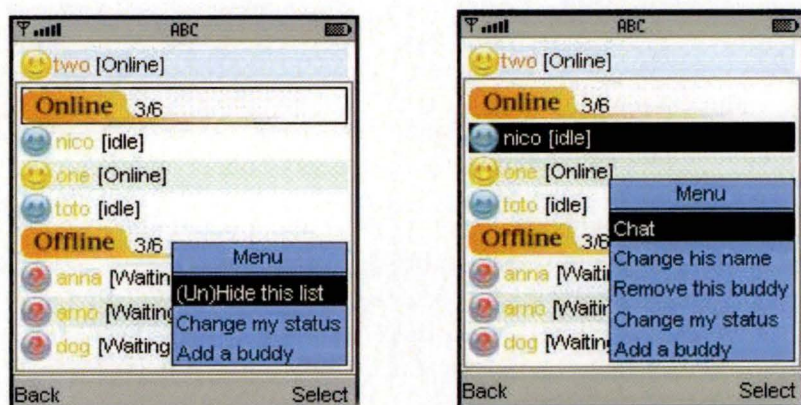 ABC
two [Online]
Online 3/6
nico [idle]
one [Online]
toto [idle]
Offline 3/6
anna [Waitin
arno [Waiting
dog [Waiting
Menu
(Un)Hide this list
Change my status
Add a buddy
Back Select
ABC
two [Online]
Online 3/6
nico [idle]
one [Online]
toto [idle]
Offline 3/6
anna [Waiti
arno [Waitin
dog [Waiting
Menu
Chat
Change his name
Remove this buddy
Change my status
Add a buddy
Back Select